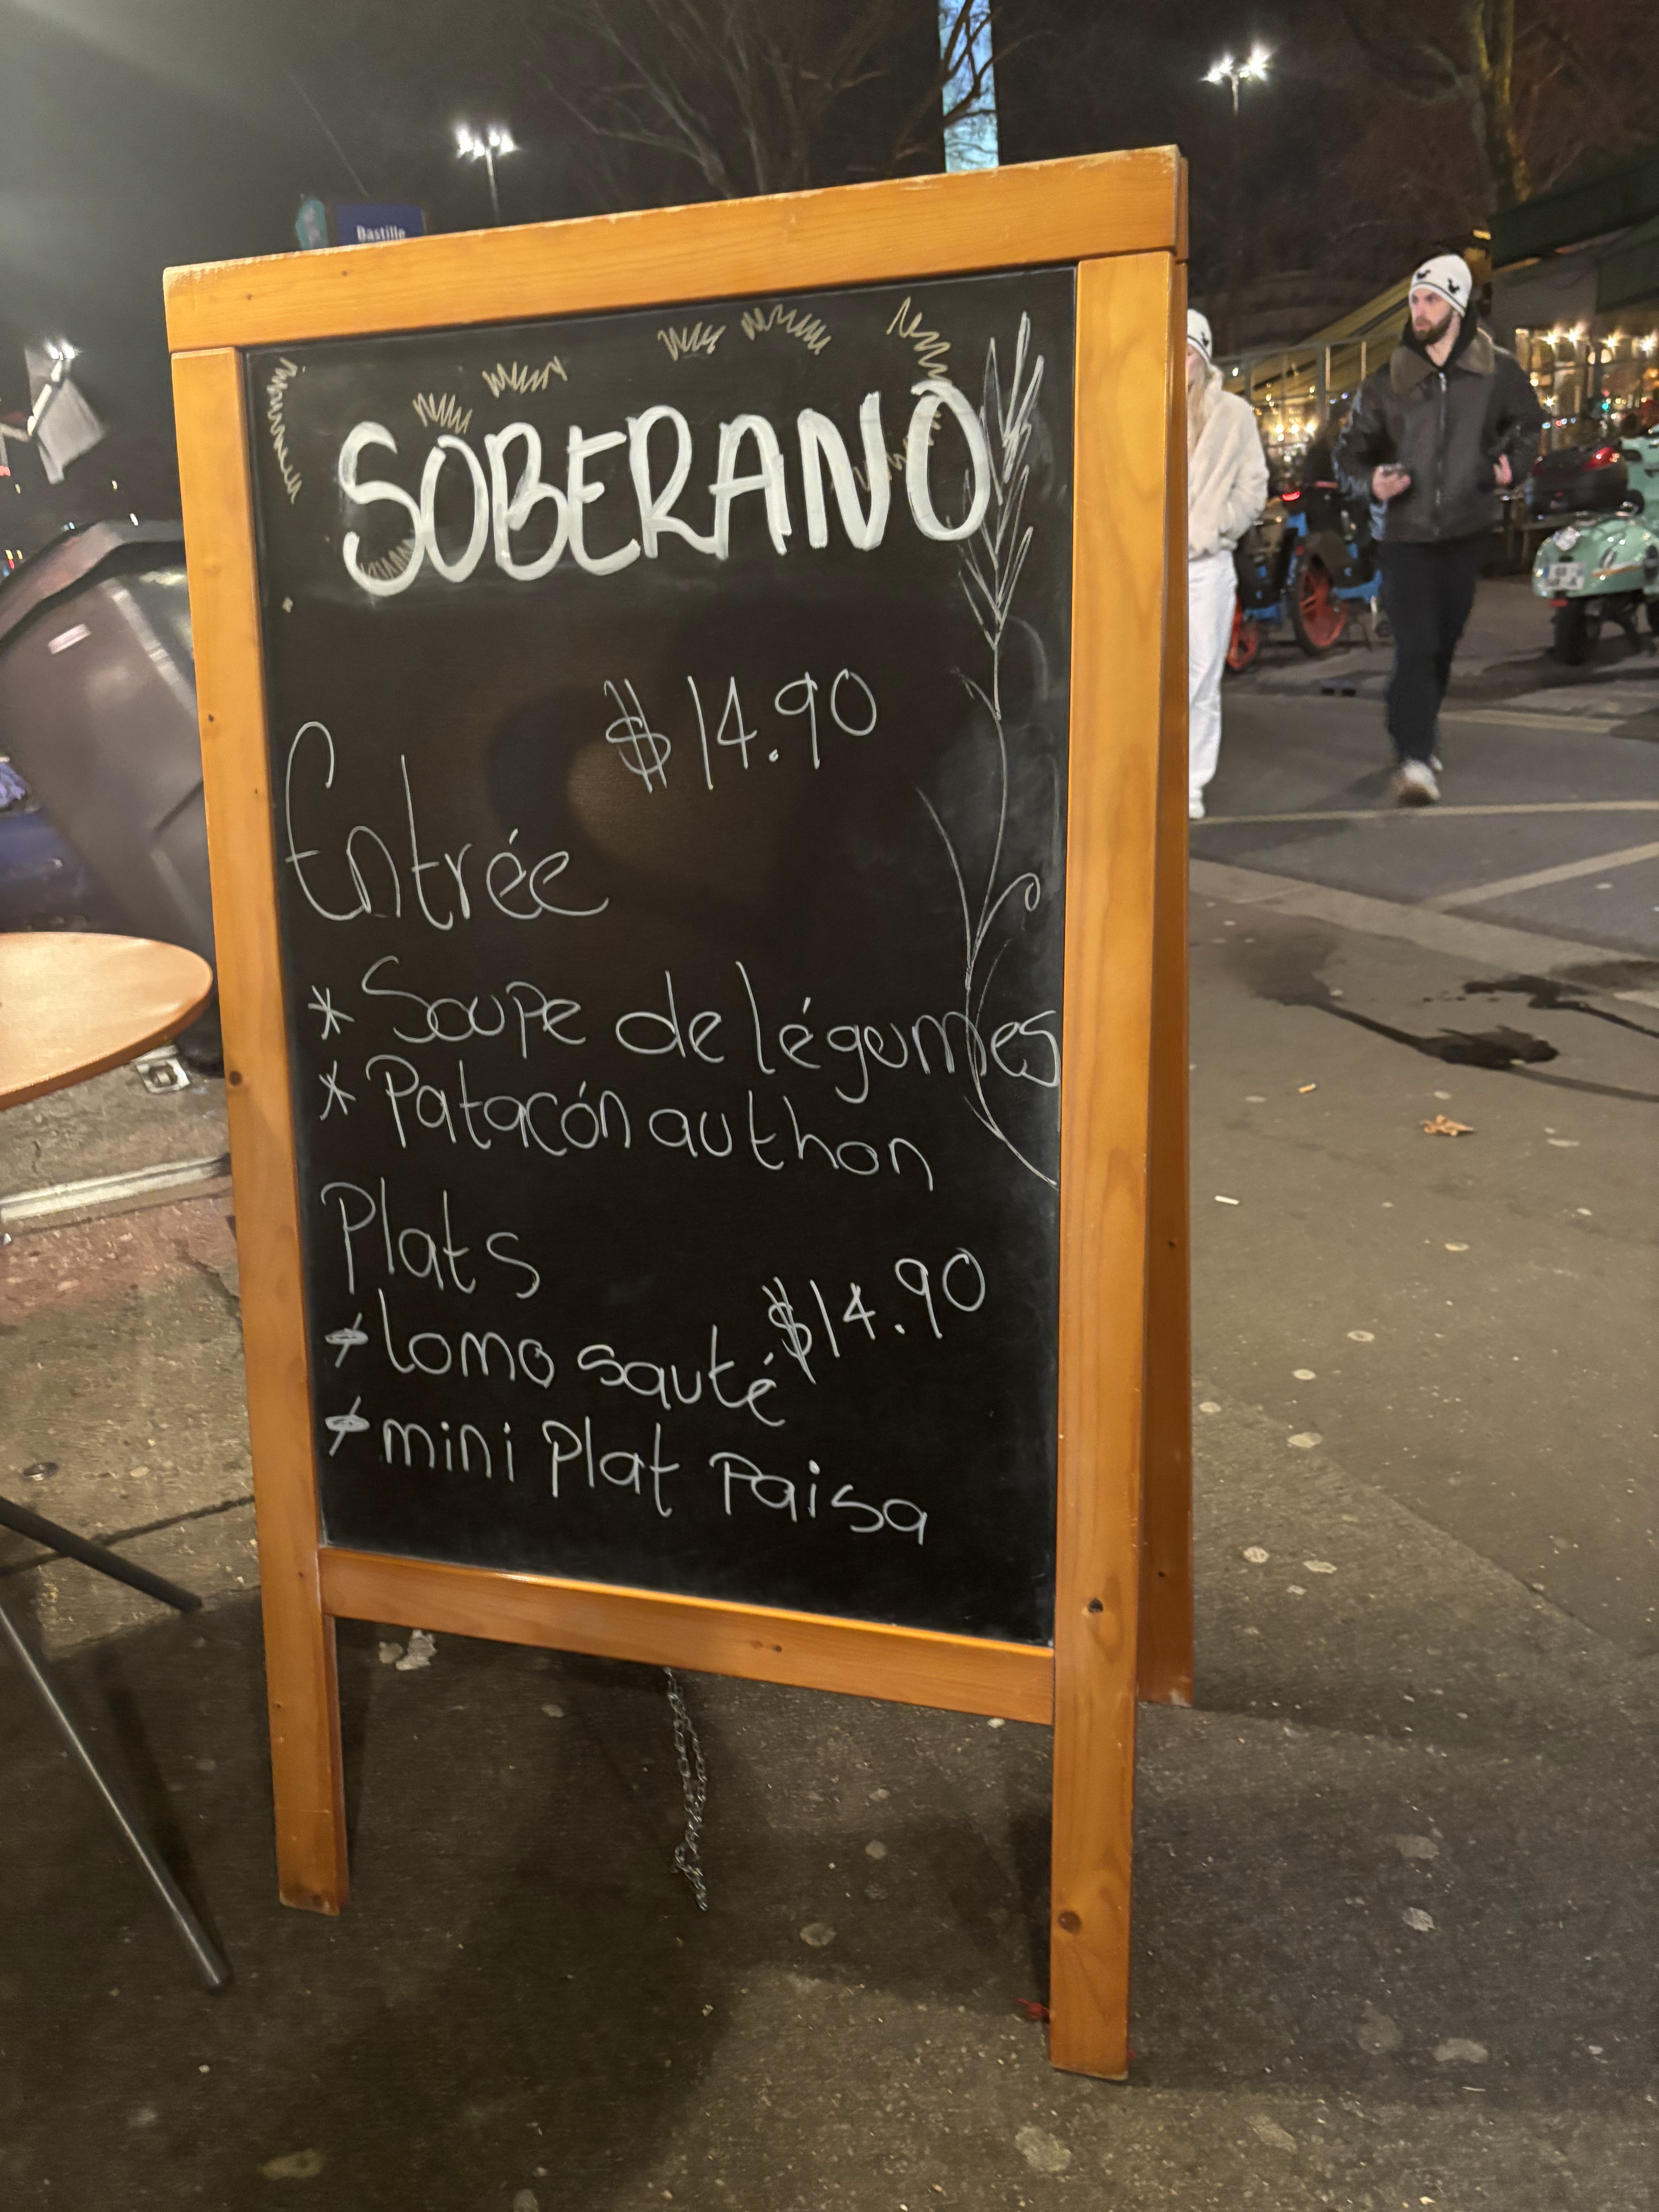 Bastille
SOBERANO
$14.90
Entrée
* Soupe de légumes
* Patacón au thon
Plats
$14.90
* lomo sauté
* mini Plat Paisa